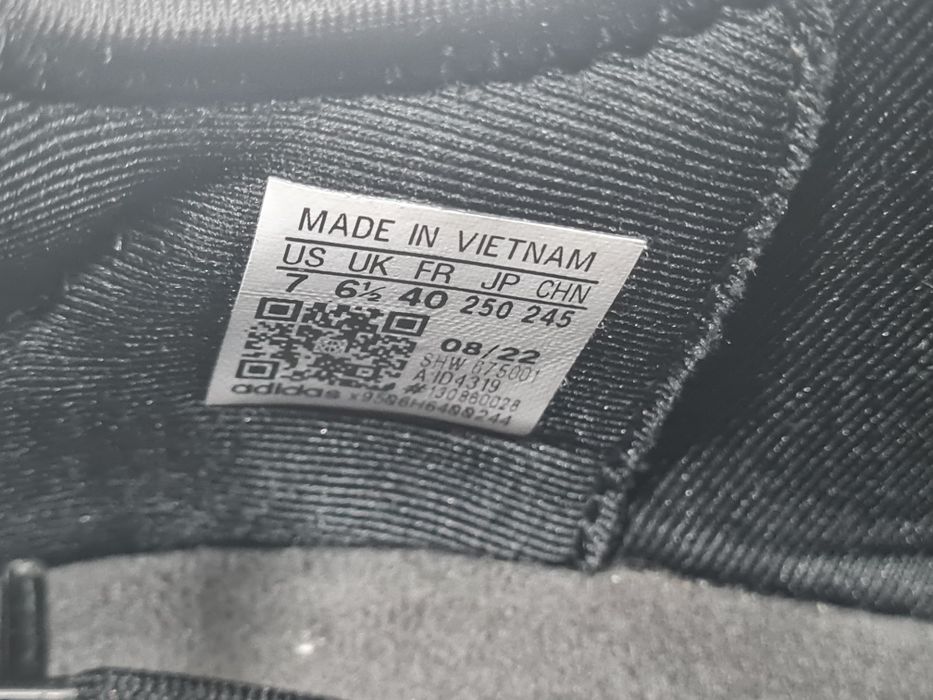 MADE IN VIETNAM
US UK FR JP CHN
7 6½ 40 250 245
08/22
SHW 675001
A1D4319
#130860028
adidas x9506H6400244